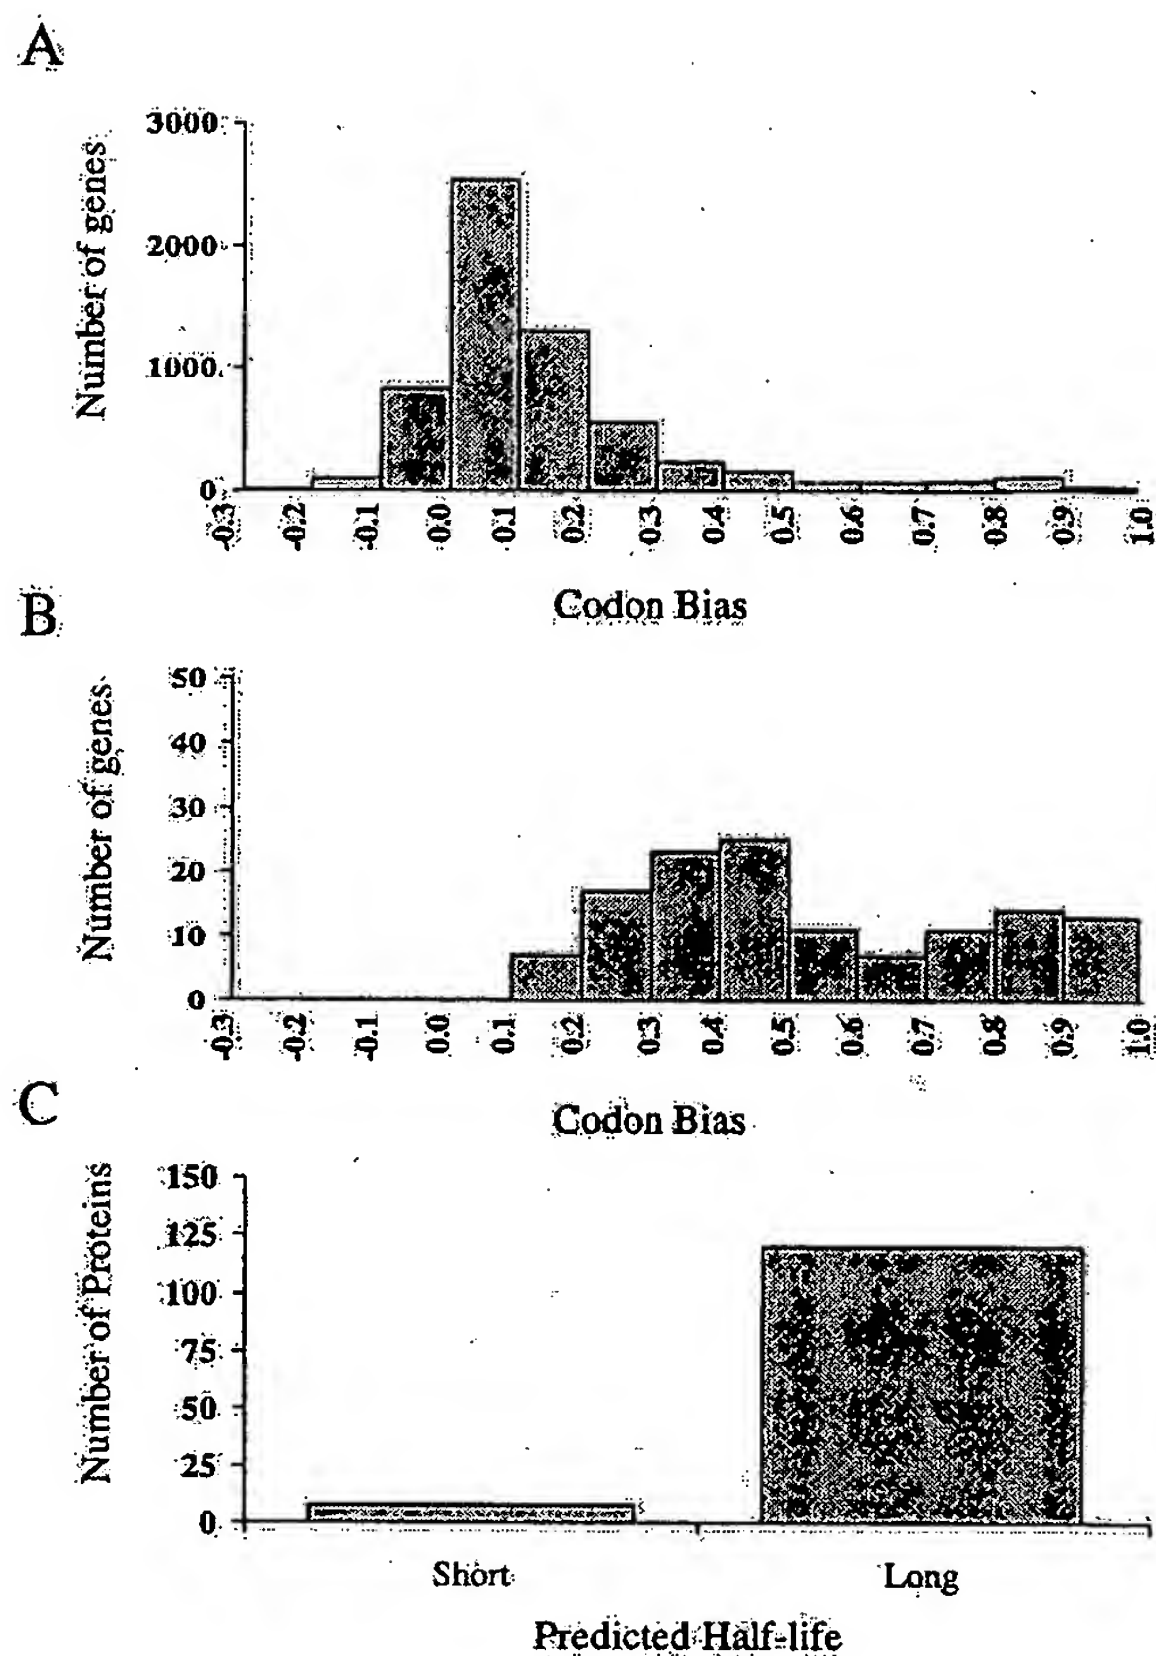 A
Number of genes
3000
2000
1000
0
-0.3 -0.2 -0.1 0.0 0.1 0.2 0.3 0.4 0.5 0.6 0.7 0.8 0.9 1.0
Codon Bias
B
Number of genes
50
40
30
20
10
0
-0.3 -0.2 -0.1 0.0 0.1 0.2 0.3 0.4 0.5 0.6 0.7 0.8 0.9 1.0
Codon Bias
C
Number of Proteins
150
125
100
75
50
25
0
Short Long
Predicted Half-life